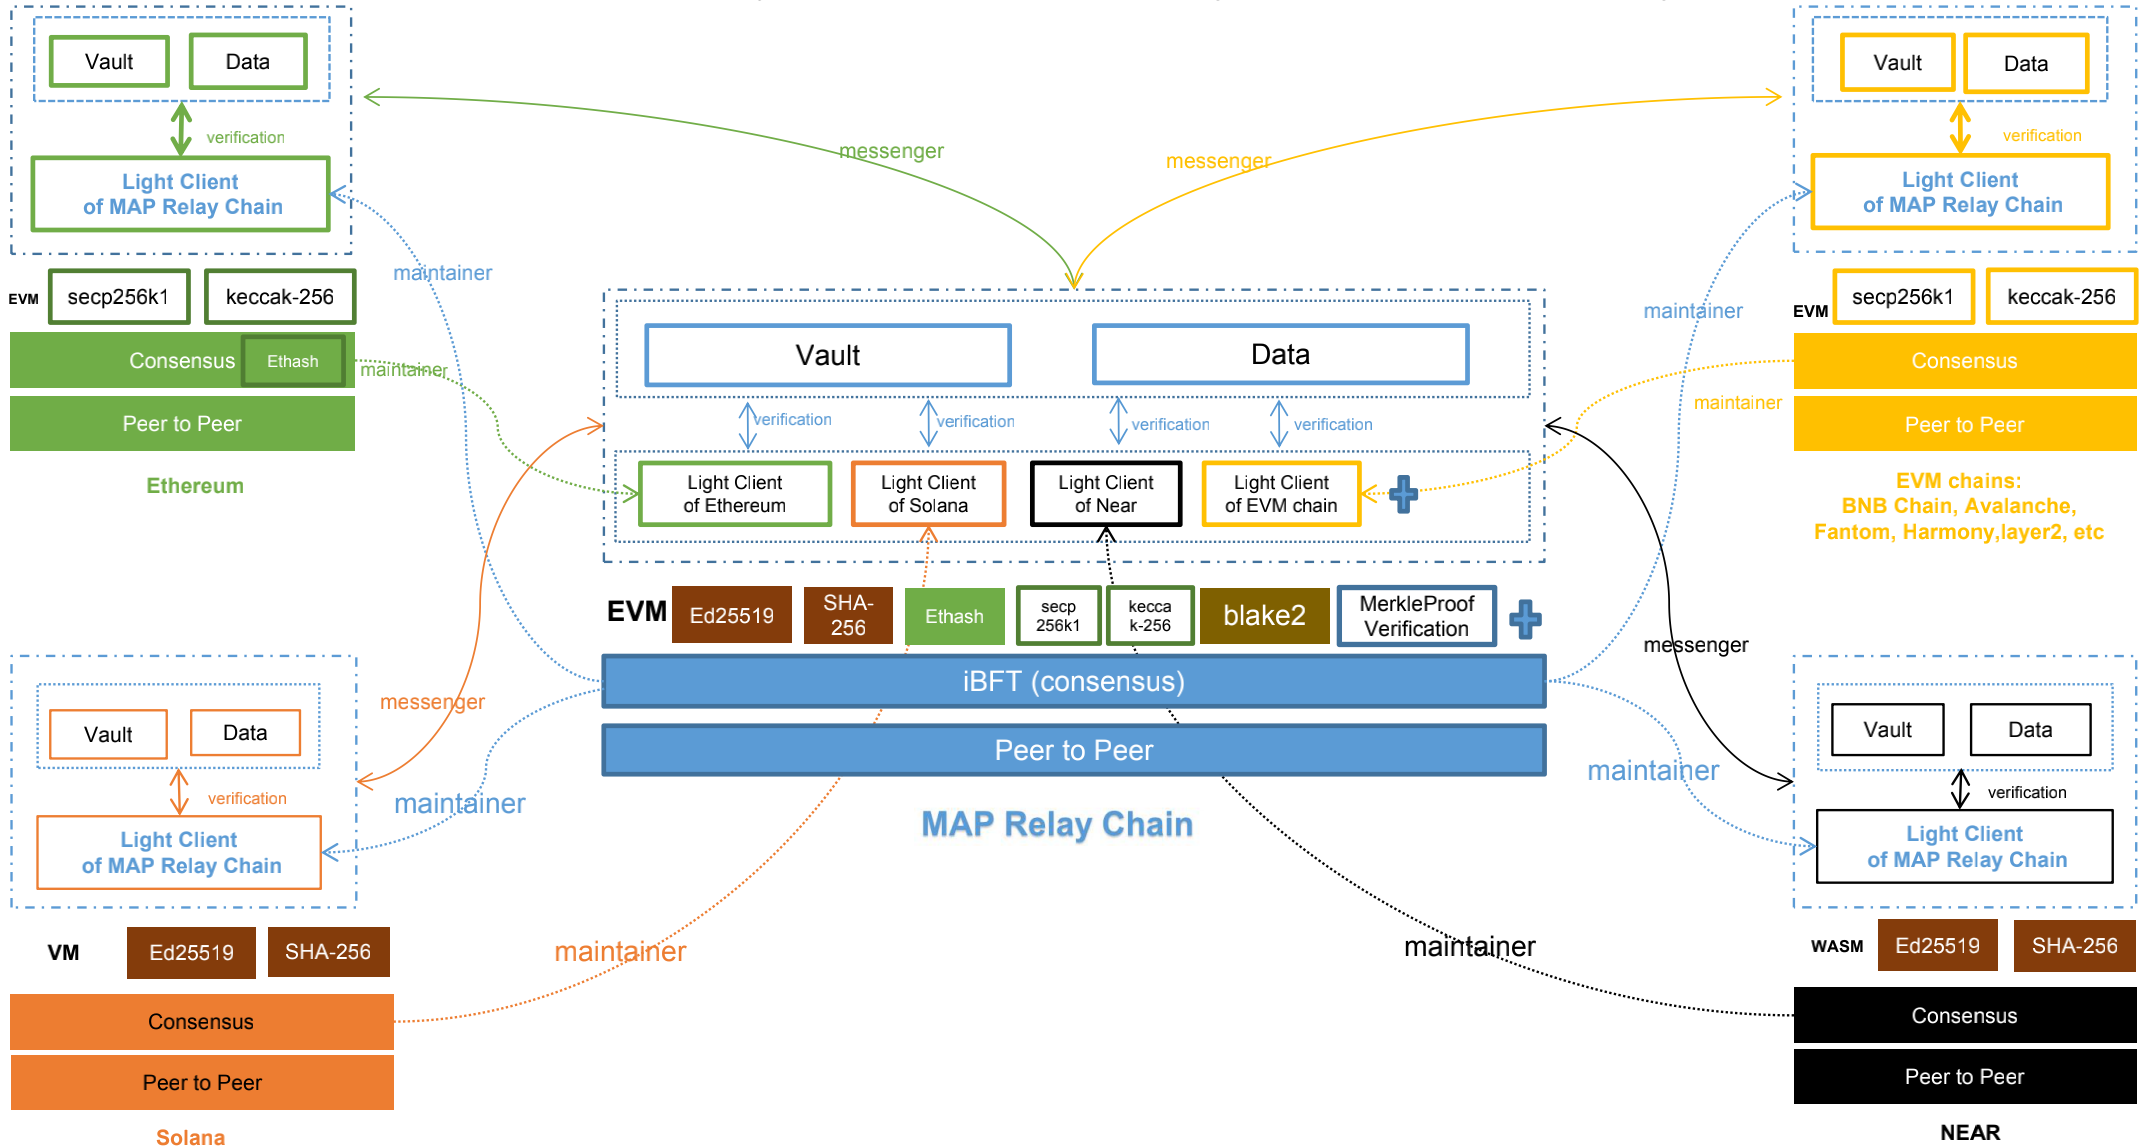 Vault
Data
verification
Light Client
of MAP Relay Chain
EVM
secp256k1
keccak-256
Consensus
Ethash
Peer to Peer
Ethereum
maintainer
maintainer
messenger
messenger
Vault
Data
verification
Light Client
of MAP Relay Chain
maintainer
EVM
secp256k1
keccak-256
Consensus
maintainer
Peer to Peer
EVM chains:
BNB Chain, Avalanche,
Fantom, Harmony,layer2, etc
Vault
Data
verification
verification
verification
verification
Light Client
of Ethereum
Light Client
of Solana
Light Client
of Near
Light Client
of EVM chain
EVM
Ed25519
SHA-
256
Ethash
secp
256k1
kecca
k-256
blake2
MerkleProof
Verification
iBFT (consensus)
Peer to Peer
MAP Relay Chain
messenger
maintainer
Vault
Data
verification
Light Client
of MAP Relay Chain
VM
Ed25519
SHA-256
maintainer
Consensus
Peer to Peer
Solana
messenger
maintainer
Vault
Data
verification
Light Client
of MAP Relay Chain
maintainer
WASM
Ed25519
SHA-256
Consensus
Peer to Peer
NEAR